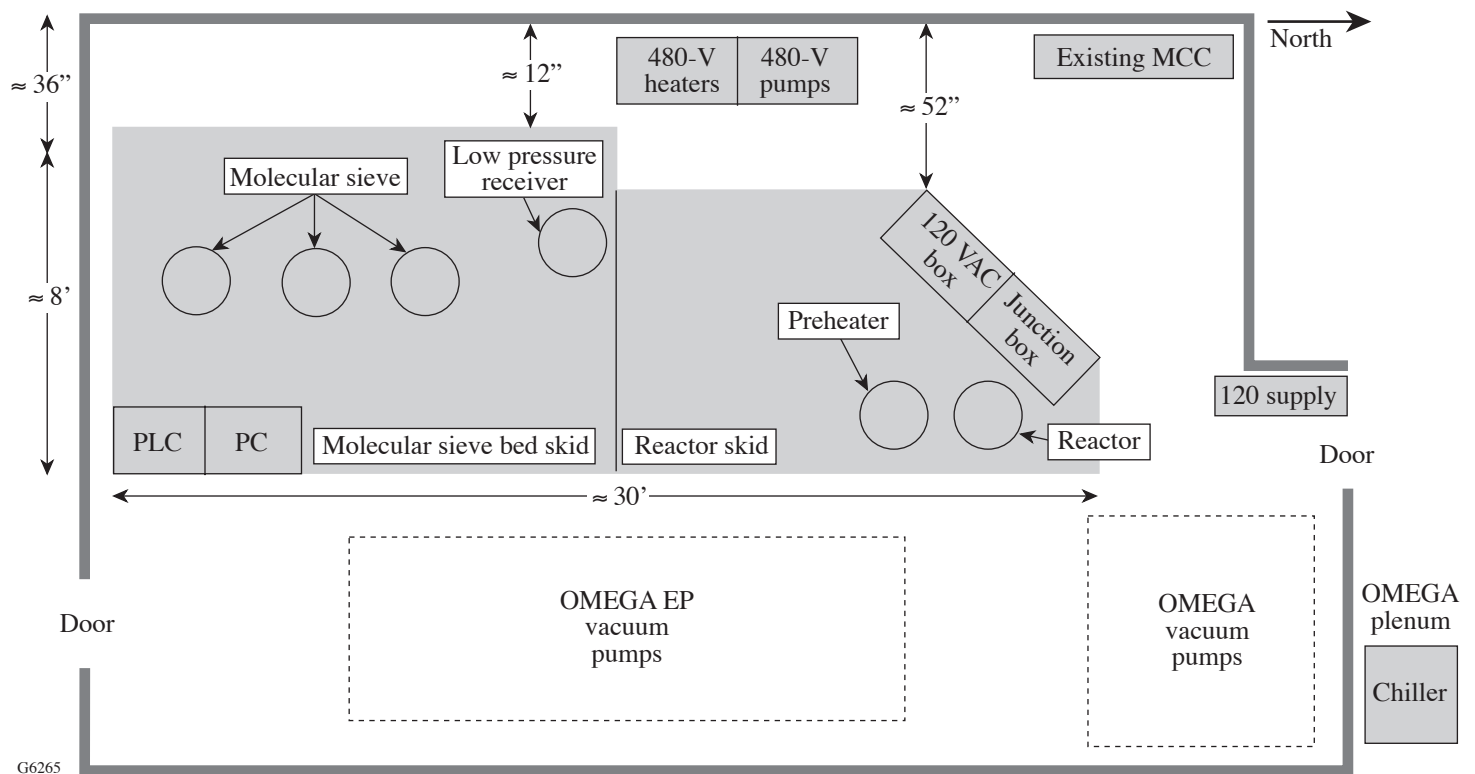 North
≈ 36”
≈ 12”
480-V
heaters
480-V
pumps
Existing MCC
≈ 52”
Low pressure
receiver
Molecular sieve
120 VAC
box
Junction
box
≈ 8’
Preheater
120 supply
PLC
PC
Molecular sieve bed skid
Reactor skid
Reactor
Door
≈ 30’
OMEGA EP
vacuum
pumps
OMEGA
vacuum
pumps
OMEGA
plenum
Door
Chiller
G6265